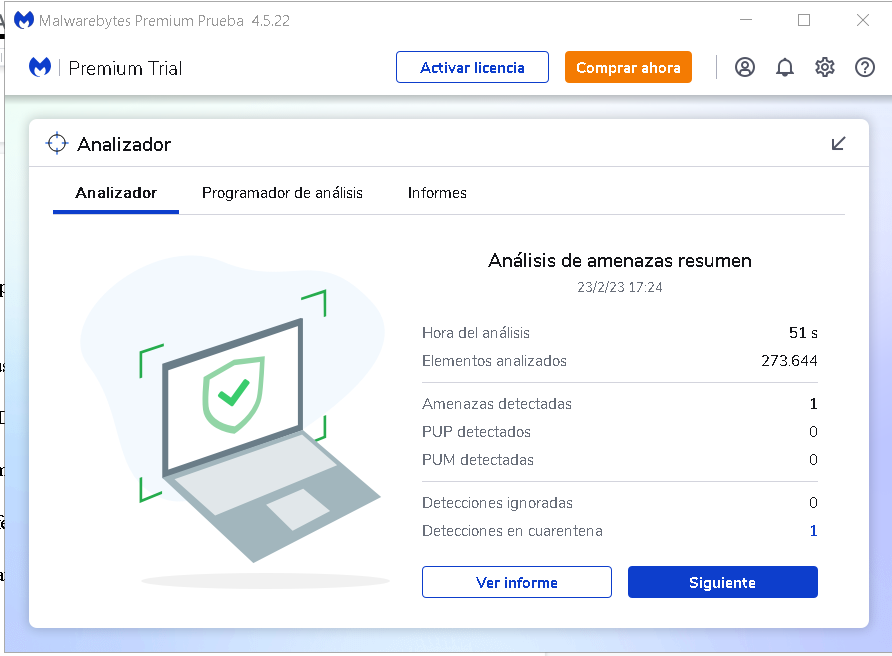 Malwarebytes Premium Prueba 4.5.22
Premium Trial
Activar licencia
Comprar ahora
Analizador
Analizador
Programador de análisis
Informes
Análisis de amenazas resumen
23/2/23 17:24
Hora del análisis 51 s
Elementos analizados 273.644
Amenazas detectadas 1
PUP detectados 0
PUM detectadas 0
Detecciones ignoradas 0
Detecciones en cuarentena 1
Ver informe
Siguiente